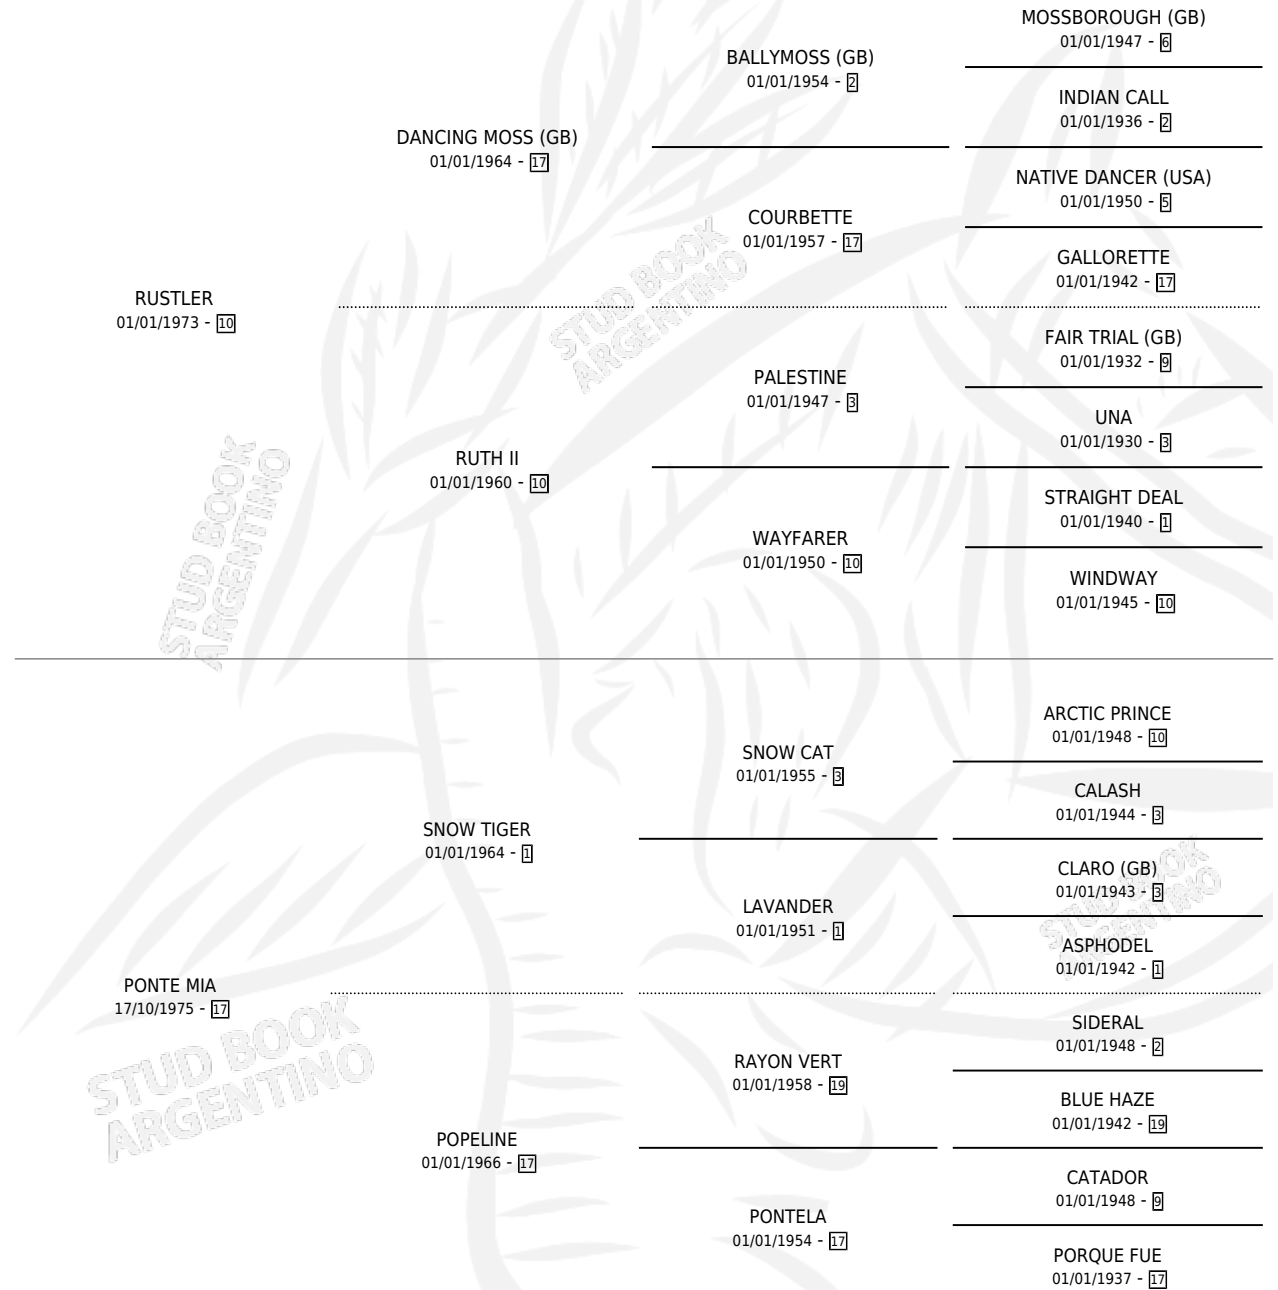 MOSSBOROUGH (GB)
01/01/1947 - 6
BALLYMOSS (GB)
01/01/1954 - 2
INDIAN CALL
01/01/1936 - 2
DANCING MOSS (GB)
01/01/1964 - 17
NATIVE DANCER (USA)
01/01/1950 - 5
COURBETTE
01/01/1957 - 17
GALLORETTE
01/01/1942 - 17
RUSTLER
01/01/1973 - 10
STUD BOOK
ARGENTINO
FAIR TRIAL (GB)
01/01/1932 - 9
PALESTINE
01/01/1947 - 3
UNA
01/01/1930 - 3
RUTH II
01/01/1960 - 10
STRAIGHT DEAL
01/01/1940 - 1
WAYFARER
01/01/1950 - 10
WINDWAY
01/01/1945 - 10
STUD BOOK
ARGENTINO
ARCTIC PRINCE
01/01/1948 - 10
SNOW CAT
01/01/1955 - 3
CALASH
01/01/1944 - 3
SNOW TIGER
01/01/1964 - 1
CLARO (GB)
01/01/1943 - 3
LAVANDER
01/01/1951 - 1
ASPHODEL
01/01/1942 - 1
STUD BOOK
ARGENTINO
PONTE MIA
17/10/1975 - 17
SIDERAL
01/01/1948 - 2
RAYON VERT
01/01/1958 - 19
BLUE HAZE
01/01/1942 - 19
STUD BOOK
ARGENTINO
POPELINE
01/01/1966 - 17
CATADOR
01/01/1948 - 9
PONTELA
01/01/1954 - 17
PORQUE FUE
01/01/1937 - 17